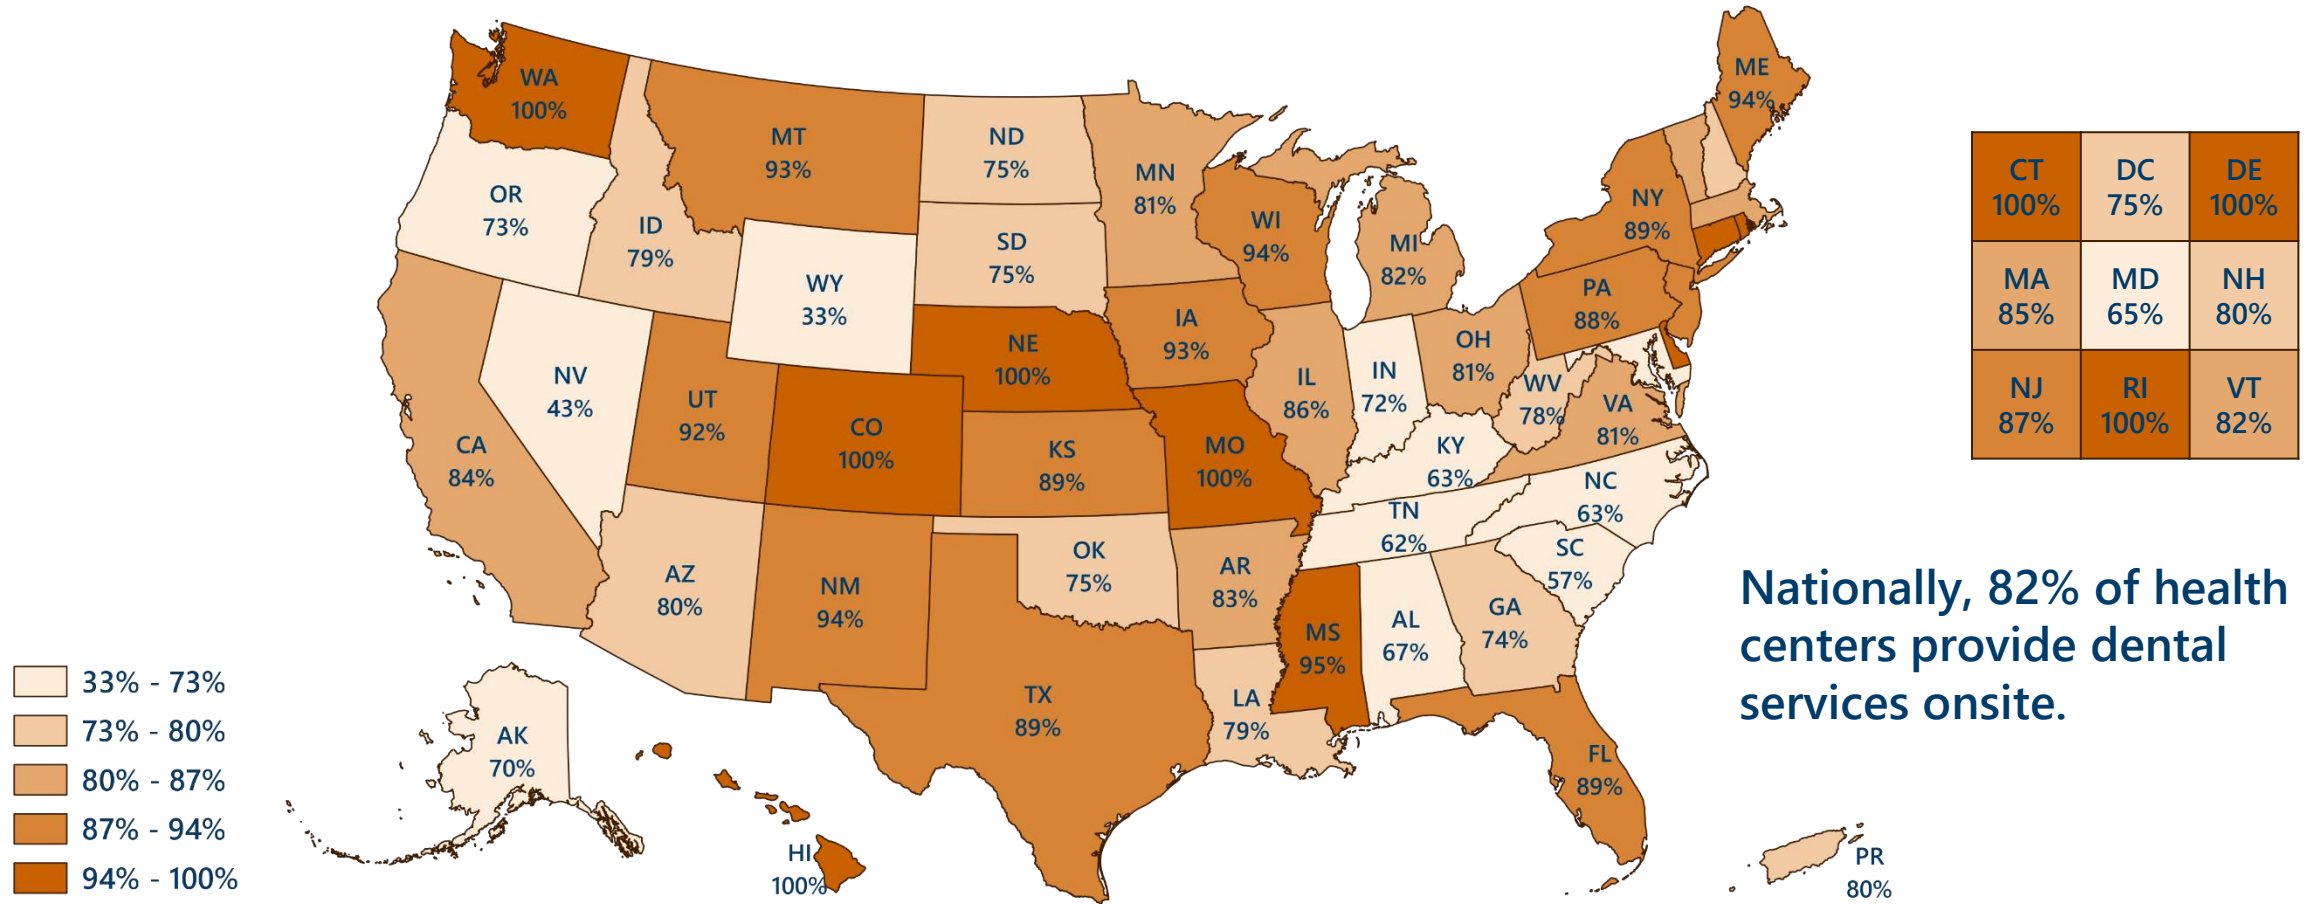 WA
100%
OR
73%
ID
79%
MT
93%
WY
33%
ND
75%
SD
75%
MN
81%
WI
94%
MI
82%
NY
89%
ME
94%
CT
100%
DC
75%
DE
100%
MA
85%
MD
65%
NH
80%
NJ
87%
RI
100%
VT
82%
CA
84%
NV
43%
UT
92%
CO
100%
NE
100%
IA
93%
KS
89%
MO
100%
IL
86%
IN
72%
OH
81%
PA
88%
WV
78%
VA
81%
KY
63%
NC
63%
TN
62%
SC
57%
AZ
80%
NM
94%
OK
75%
AR
83%
TX
89%
LA
79%
MS
95%
AL
67%
GA
74%
FL
89%
AK
70%
HI
100%
PR
80%
Nationally, 82% of health
centers provide dental
services onsite.
33% - 73%
73% - 80%
80% - 87%
87% - 94%
94% - 100%